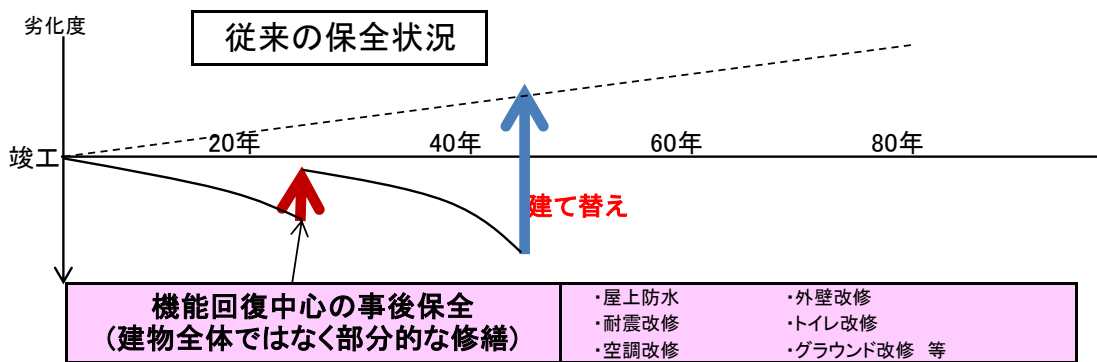 劣化度
従来の保全状況
竣工
20年
40年
60年
80年
建て替え
機能回復中心の事後保全
(建物全体ではなく部分的な修繕)
・屋上防水
・外壁改修
・耐震改修
・トイレ改修
・空調改修
・グラウンド改修 等